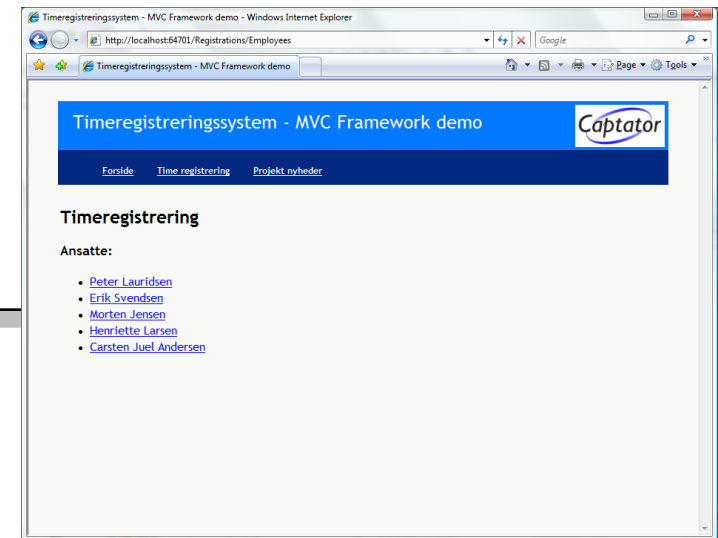 Timeregistreringssystem - MVC Framework demo - Windows Internet Explorer
http://localhost:64701/Registrations/Employees
Google
Timeregistreringssystem - MVC Framework demo
Page
Tools
Timeregistreringssystem - MVC Framework demo
Captator
Forside Time registrering Projekt nyheder
Timeregistrering
Ansatte:
• Peter Lauridsen
• Erik Svendsen
• Morten Jensen
• Henriette Larsen
• Carsten Juel Andersen